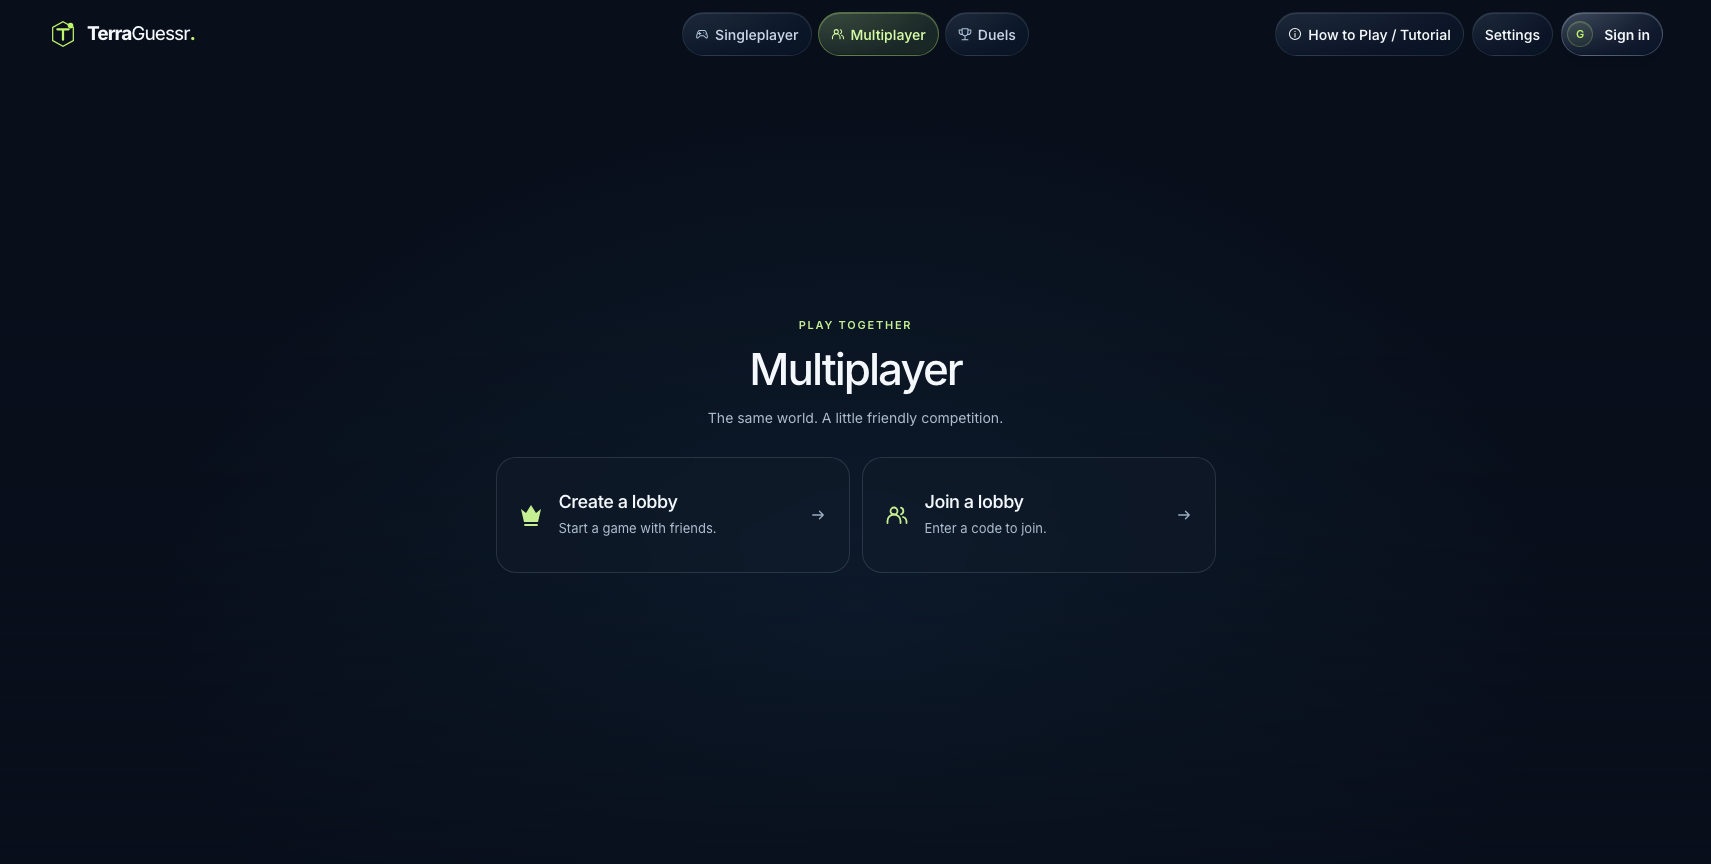 TerraGuessr.
Singleplayer
Multiplayer
Duels
How to Play / Tutorial
Settings
G
Sign in
PLAY TOGETHER
Multiplayer
The same world. A little friendly competition.
Create a lobby
Start a game with friends.
Join a lobby
Enter a code to join.